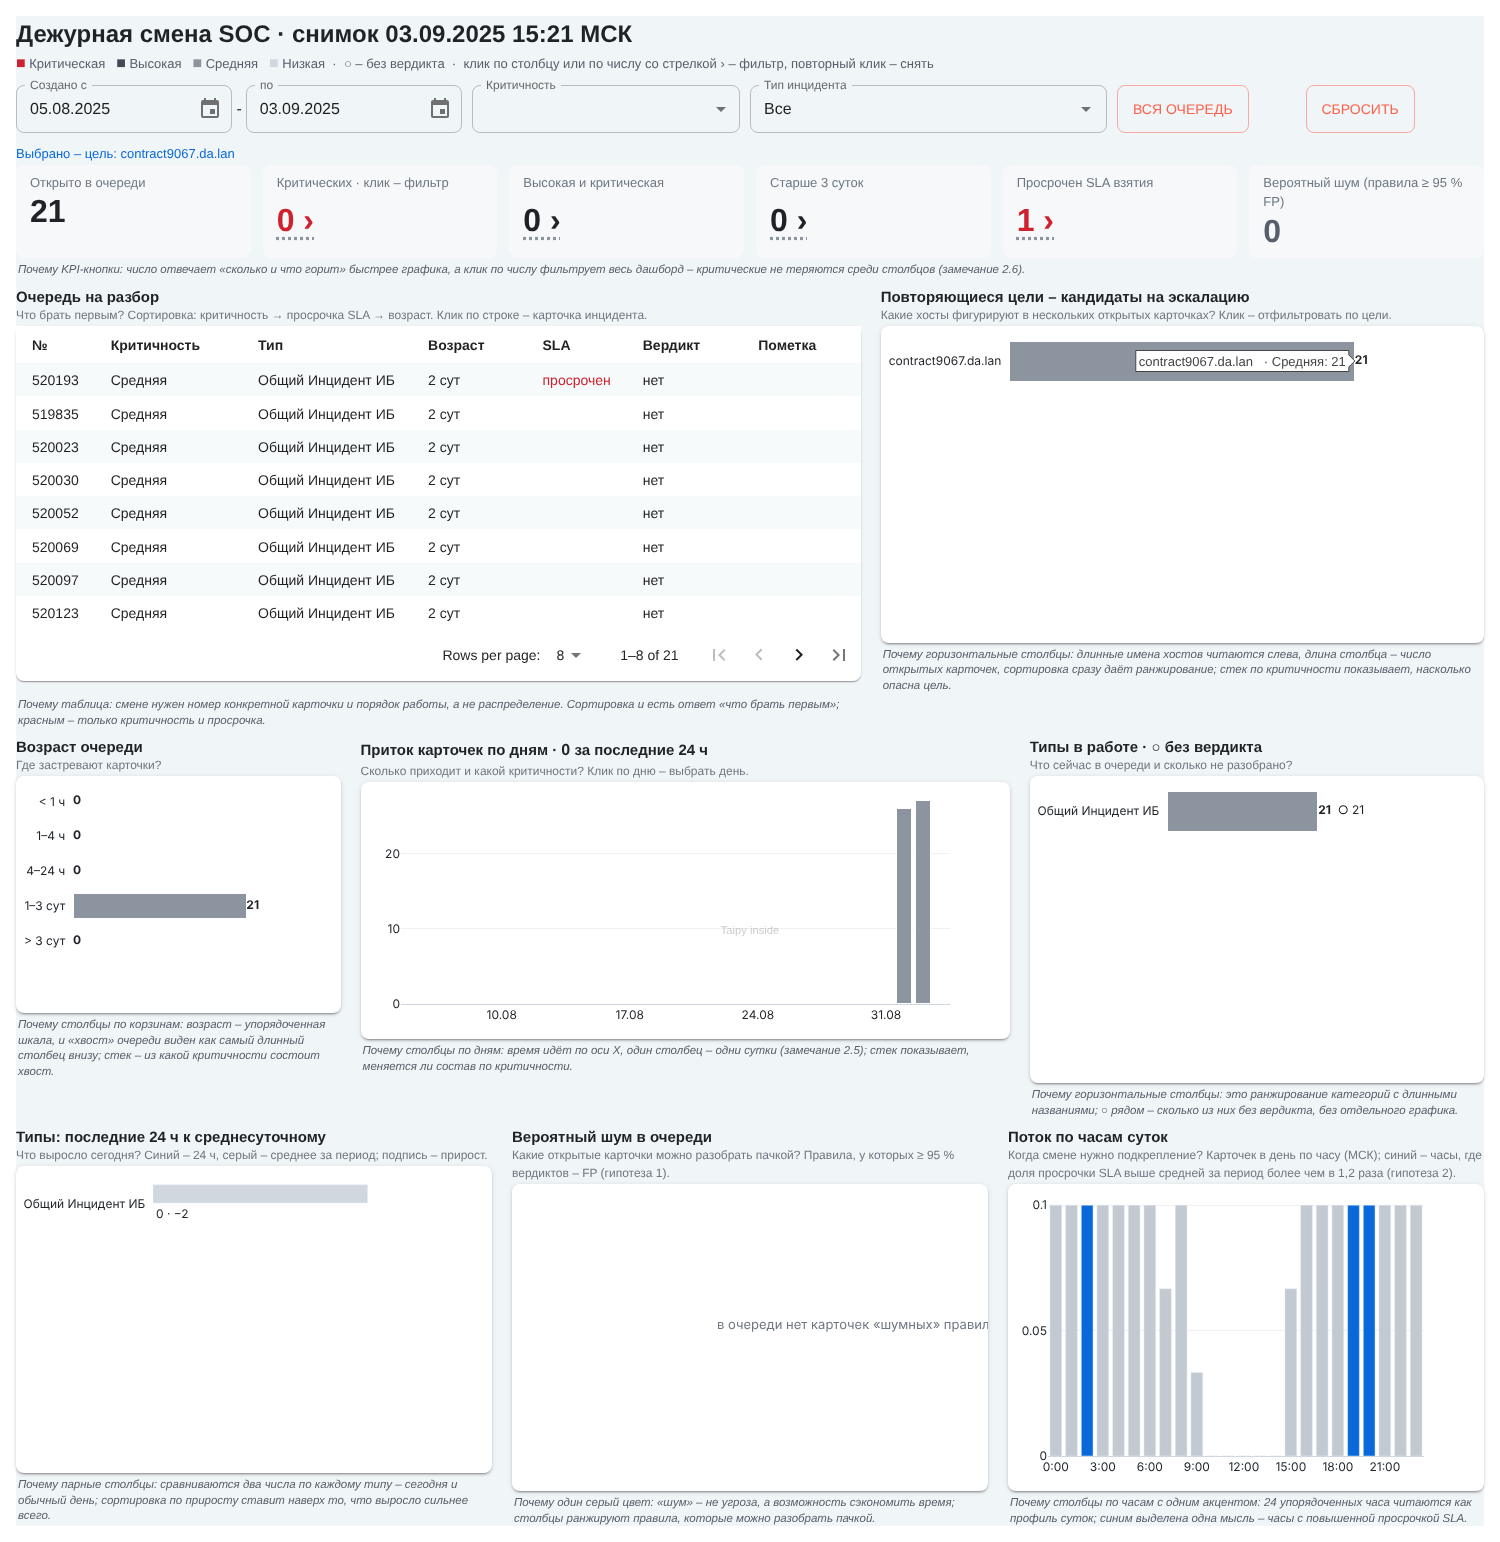 Дежурная смена SOC · снимок 03.09.2025 15:21 МСК
■ Критическая ■ Высокая ■ Средняя ■ Низкая · ○ – без вердикта · клик по столбцу или по числу со стрелкой › – фильтр, повторный клик – снять
Создано с
05.08.2025
-
по
03.09.2025
Критичность
Тип инцидента
Все
ВСЯ ОЧЕРЕДЬ
СБРОСИТЬ
Выбрано – цель: contract9067.da.lan
Открыто в очереди
21
Критических · клик – фильтр
0 ›
Высокая и критическая
0 ›
Старше 3 суток
0 ›
Просрочен SLA взятия
1 ›
Вероятный шум (правила ≥ 95 %
FP)
0
Почему KPI-кнопки: число отвечает «сколько и что горит» быстрее графика, а клик по числу фильтрует весь дашборд – критические не теряются среди столбцов (замечание 2.6).
Очередь на разбор
Что брать первым? Сортировка: критичность → просрочка SLA → возраст. Клик по строке – карточка инцидента.
№ Критичность Тип Возраст SLA Вердикт Пометка
520193 Средняя Общий Инцидент ИБ 2 сут просрочен нет
519835 Средняя Общий Инцидент ИБ 2 сут нет
520023 Средняя Общий Инцидент ИБ 2 сут нет
520030 Средняя Общий Инцидент ИБ 2 сут нет
520052 Средняя Общий Инцидент ИБ 2 сут нет
520069 Средняя Общий Инцидент ИБ 2 сут нет
520097 Средняя Общий Инцидент ИБ 2 сут нет
520123 Средняя Общий Инцидент ИБ 2 сут нет
Rows per page: 8 1–8 of 21
Почему таблица: смене нужен номер конкретной карточки и порядок работы, а не распределение. Сортировка и есть ответ «что брать первым»;
красным – только критичность и просрочка.
Повторяющиеся цели – кандидаты на эскалацию
Какие хосты фигурируют в нескольких открытых карточках? Клик – отфильтровать по цели.
contract9067.da.lan
contract9067.da.lan · Средняя: 21
21
Почему горизонтальные столбцы: длинные имена хостов читаются слева, длина столбца – число
открытых карточек, сортировка сразу даёт ранжирование; стек по критичности показывает, насколько
опасна цель.
Возраст очереди
Где застревают карточки?
< 1 ч 0
1–4 ч 0
4–24 ч 0
1–3 сут 21
> 3 сут 0
Почему столбцы по корзинам: возраст – упорядоченная
шкала, и «хвост» очереди виден как самый длинный
столбец внизу; стек – из какой критичности состоит
хвост.
Приток карточек по дням · 0 за последние 24 ч
Сколько приходит и какой критичности? Клик по дню – выбрать день.
20
10
0
Taipy inside
10.08 17.08 24.08 31.08
Почему столбцы по дням: время идёт по оси X, один столбец – одни сутки (замечание 2.5); стек показывает,
меняется ли состав по критичности.
Типы в работе · ○ без вердикта
Что сейчас в очереди и сколько не разобрано?
Общий Инцидент ИБ 21 ○ 21
Почему горизонтальные столбцы: это ранжирование категорий с длинными
названиями; ○ рядом – сколько из них без вердикта, без отдельного графика.
Типы: последние 24 ч к среднесуточному
Что выросло сегодня? Синий – 24 ч, серый – среднее за период; подпись – прирост.
Общий Инцидент ИБ
0 · −2
Почему парные столбцы: сравниваются два числа по каждому типу – сегодня и
обычный день; сортировка по приросту ставит наверх то, что выросло сильнее
всего.
Вероятный шум в очереди
Какие открытые карточки можно разобрать пачкой? Правила, у которых ≥ 95 %
вердиктов – FP (гипотеза 1).
в очереди нет карточек «шумных» правил
Почему один серый цвет: «шум» – не угроза, а возможность сэкономить время;
столбцы ранжируют правила, которые можно разобрать пачкой.
Поток по часам суток
Когда смене нужно подкрепление? Карточек в день по часу (МСК); синий – часы, где
доля просрочки SLA выше средней за период более чем в 1,2 раза (гипотеза 2).
0.1
0.05
0
0:00 3:00 6:00 9:00 12:00 15:00 18:00 21:00
Почему столбцы по часам с одним акцентом: 24 упорядоченных часа читаются как
профиль суток; синим выделена одна мысль – часы с повышенной просрочкой SLA.